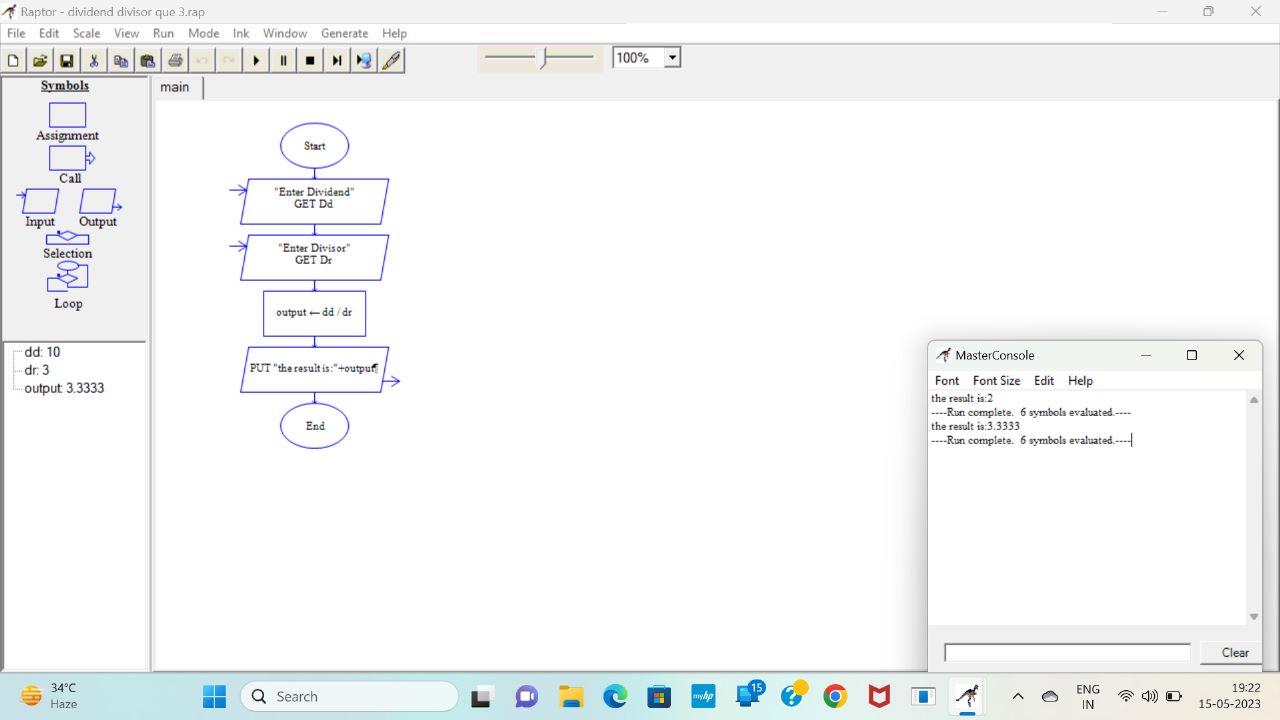 Raptor - dividend divisor que 3.rap
File Edit Scale View Run Mode Ink Window Generate Help
100%
Symbols
Assignment
Call
Input Output
Selection
Loop
dd: 10
dr: 3
output: 3.3333
main
Start
"Enter Dividend"
GET Dd
"Enter Divisor"
GET Dr
output ← dd / dr
PUT "the result is:"+output¶
End
MasterConsole
Font Font Size Edit Help
the result is:2
----Run complete. 6 symbols evaluated.----
the result is:3.3333
----Run complete. 6 symbols evaluated.----
Clear
34°C
Haze
Search
myhp
15
ENG
IN
19:22
15-05-2023